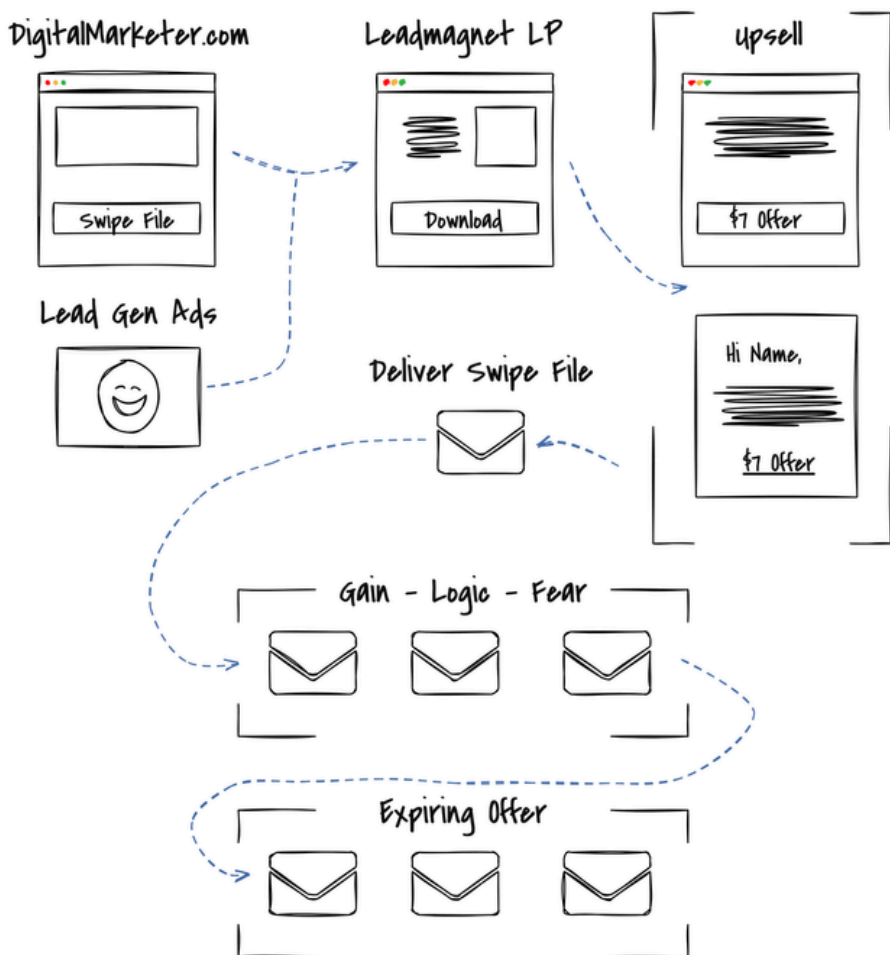 DigitalMarketer.com
Leadmagnet LP
Upsell
Swipe File
Download
$7 Offer
Lead Gen Ads
Hi Name,
$7 Offer
Deliver Swipe File
Gain - Logic - Fear
Expiring Offer